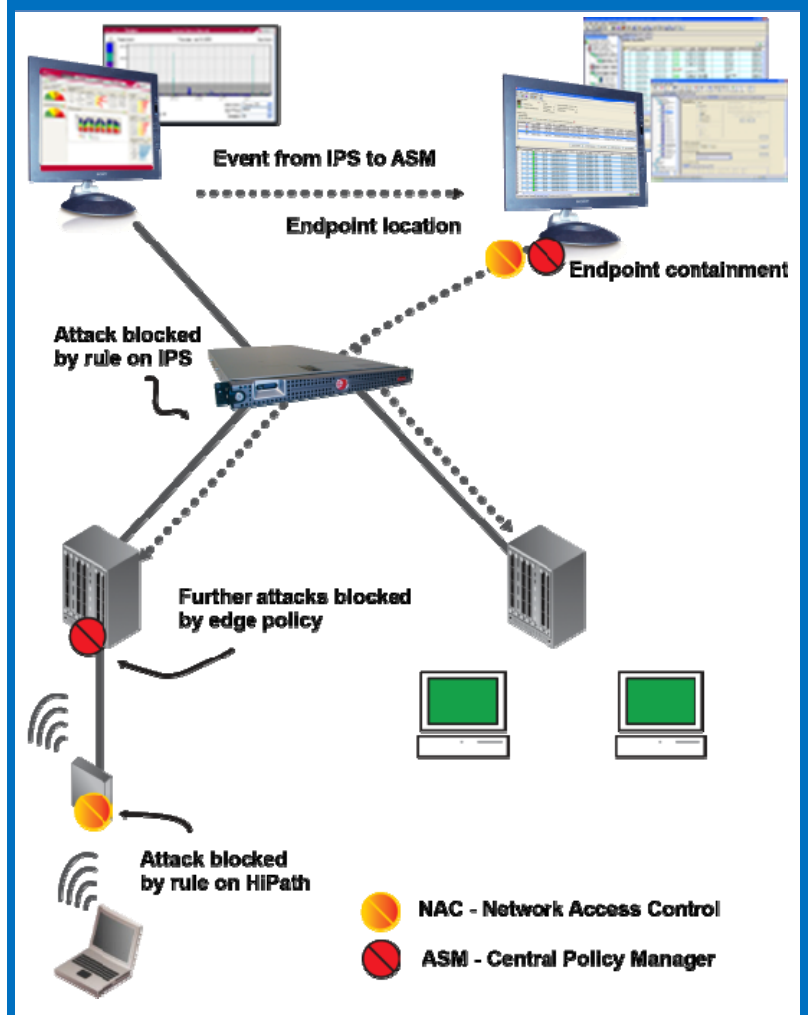 Event from IPS to ASM
Endpoint location
Endpoint containment
Attack blocked
by rule on IPS
Further attacks blocked
by edge policy
Attack blocked
by rule on HiPath
NAC - Network Access Control
ASM - Central Policy Manager